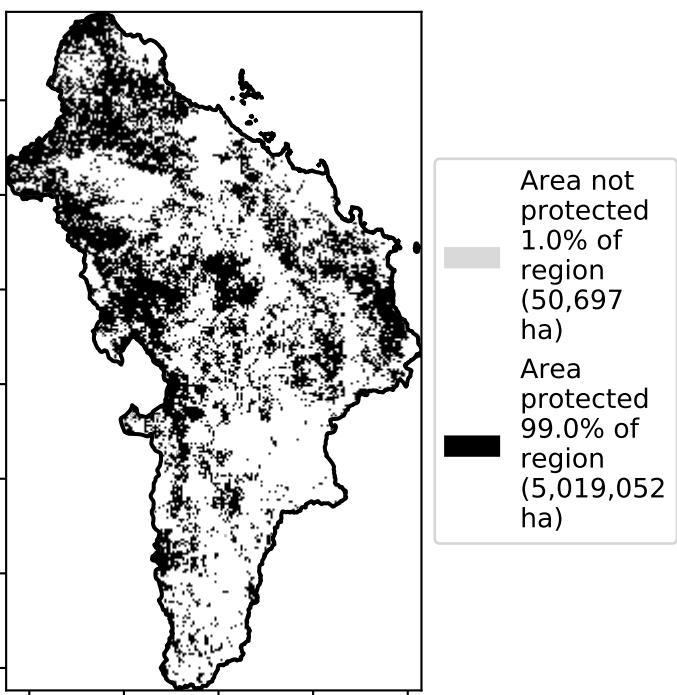 Area not
protected
1.0% of
region
(50,697
ha)
Area
protected
99.0% of
region
(5,019,052
ha)